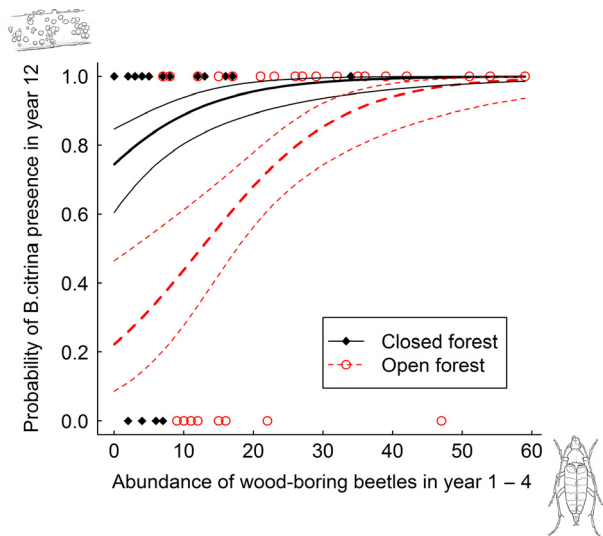 Probability of B.citrina presence in year 12
1.0
0.8
0.6
0.4
0.2
0.0
Closed forest
Open forest
0 10 20 30 40 50 60
Abundance of wood-boring beetles in year 1 – 4